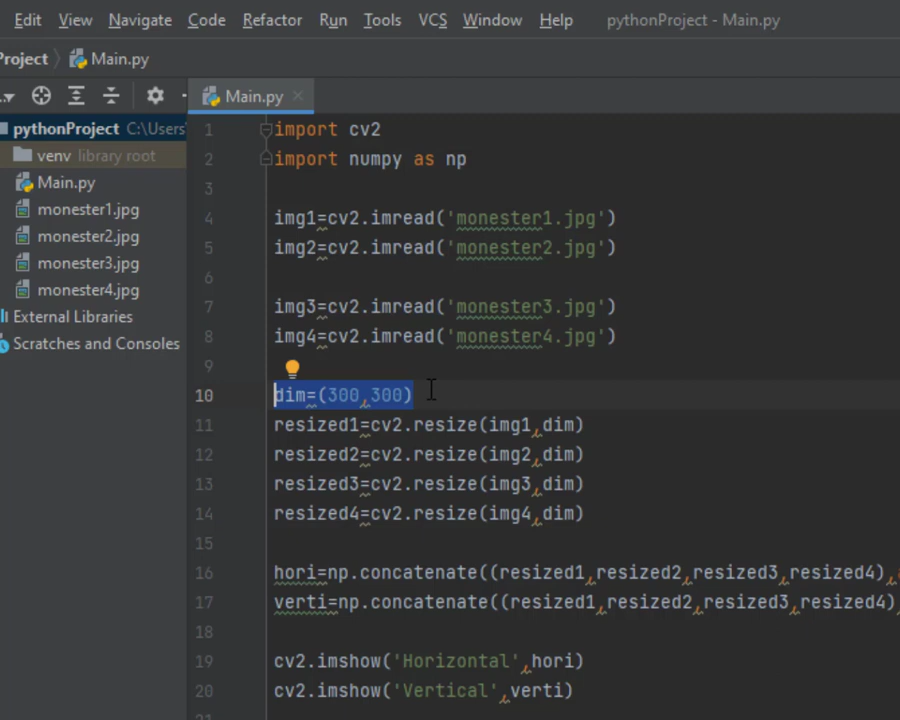 Edit View Navigate Code Refactor Run Tools VCS Window Help pythonProject - Main.py
Project Main.py
Main.py
pythonProject C:\Users
venv library root
Main.py
monester1.jpg
monester2.jpg
monester3.jpg
monester4.jpg
External Libraries
Scratches and Consoles
1 import cv2
2 import numpy as np
3
4 img1=cv2.imread('monester1.jpg')
5 img2=cv2.imread('monester2.jpg')
6
7 img3=cv2.imread('monester3.jpg')
8 img4=cv2.imread('monester4.jpg')
9
10 dim=(300,300)
11 resized1=cv2.resize(img1,dim)
12 resized2=cv2.resize(img2,dim)
13 resized3=cv2.resize(img3,dim)
14 resized4=cv2.resize(img4,dim)
15
16 hori=np.concatenate((resized1,resized2,resized3,resized4),
17 verti=np.concatenate((resized1,resized2,resized3,resized4),
18
19 cv2.imshow('Horizontal',hori)
20 cv2.imshow('Vertical',verti)